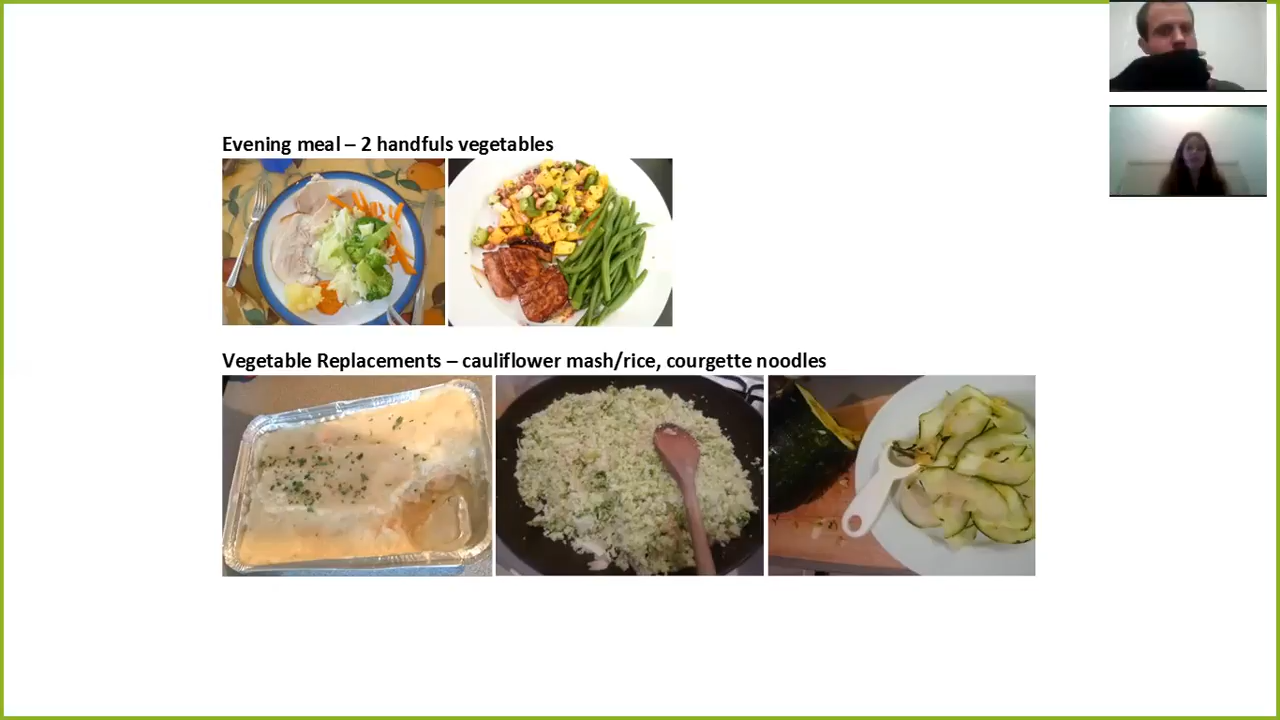 Evening meal – 2 handfuls vegetables
Vegetable Replacements – cauliflower mash/rice, courgette noodles